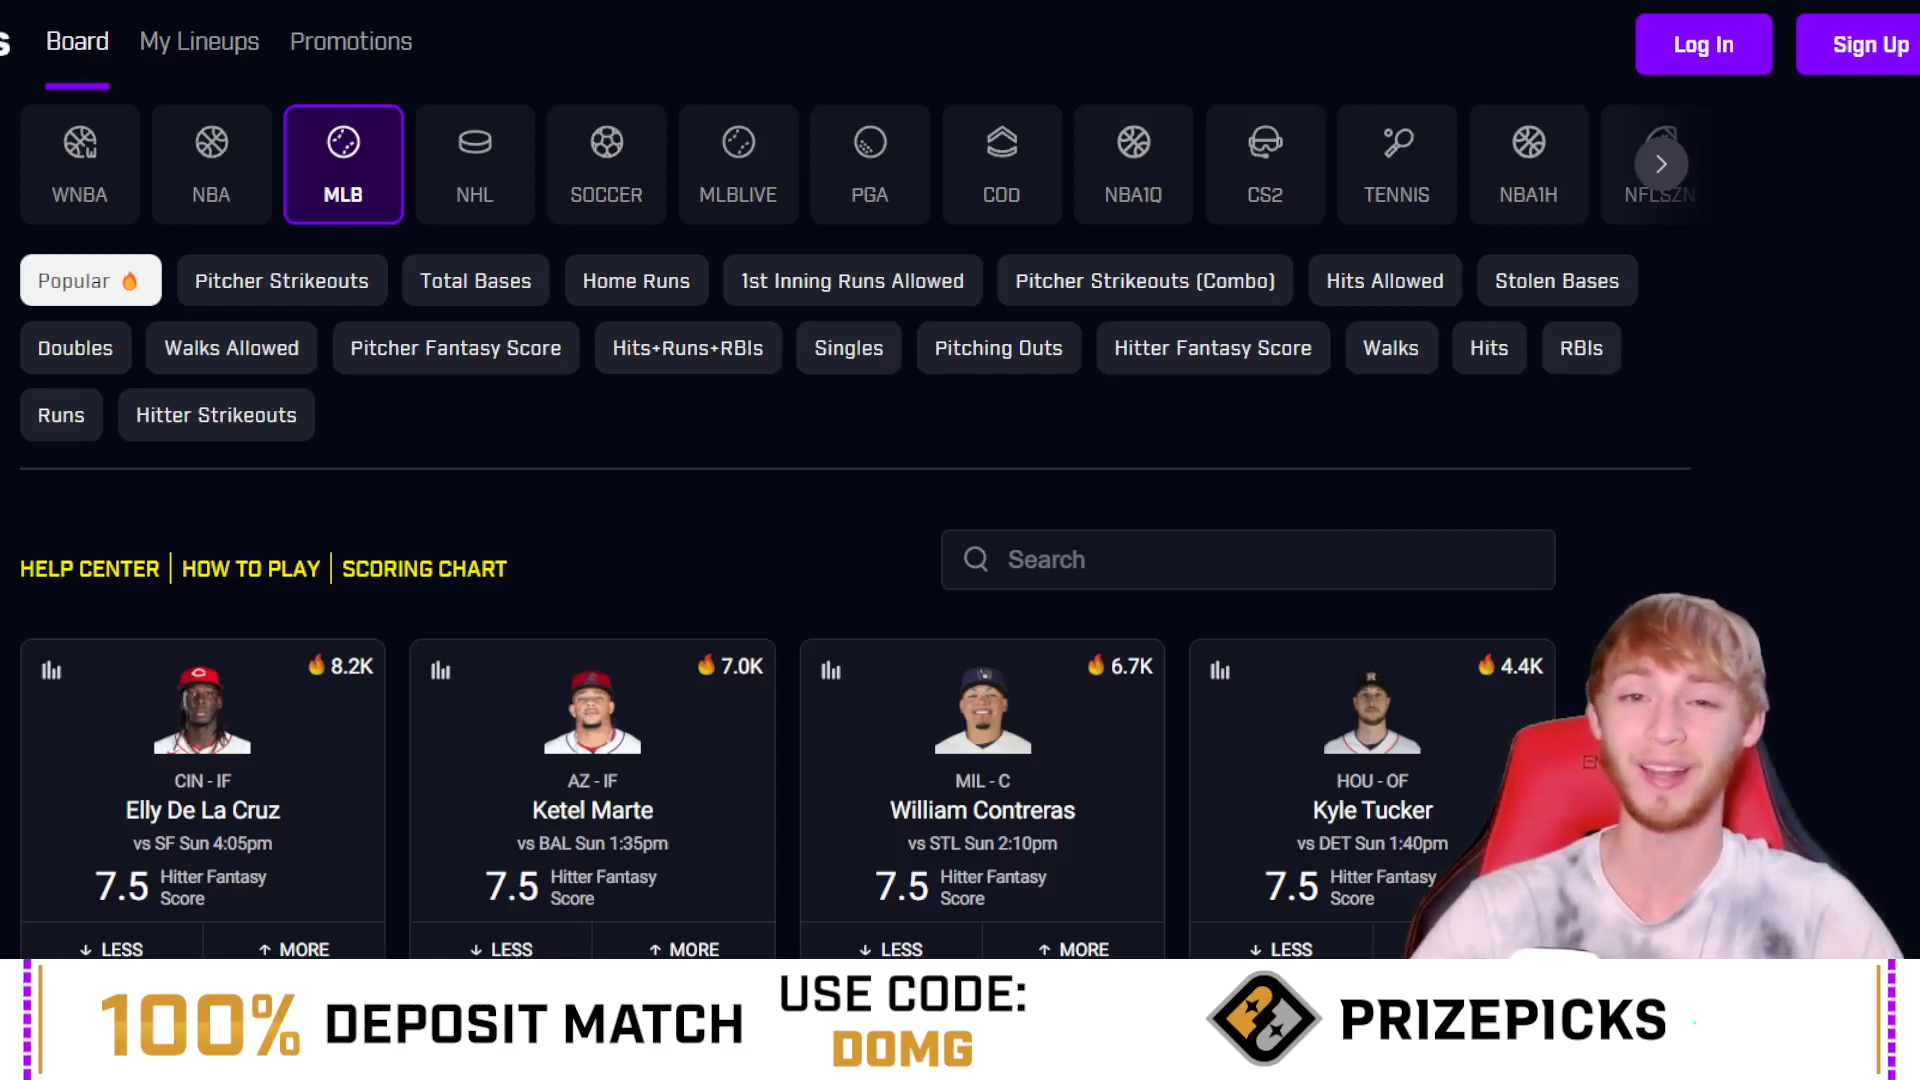 s Board My Lineups Promotions Log In Sign Up
WNBA NBA MLB NHL SOCCER MLBLIVE PGA COD NBA1Q CS2 TENNIS NBA1H NFLSZN
Popular Pitcher Strikeouts Total Bases Home Runs 1st Inning Runs Allowed Pitcher Strikeouts (Combo) Hits Allowed Stolen Bases
Doubles Walks Allowed Pitcher Fantasy Score Hits+Runs+RBIs Singles Pitching Outs Hitter Fantasy Score Walks Hits RBIs
Runs Hitter Strikeouts
HELP CENTER HOW TO PLAY SCORING CHART
Search
8.2K
CIN - IF
Elly De La Cruz
vs SF Sun 4:05pm
7.5 Hitter Fantasy
Score
LESS MORE
7.0K
AZ - IF
Ketel Marte
vs BAL Sun 1:35pm
7.5 Hitter Fantasy
Score
LESS MORE
6.7K
MIL - C
William Contreras
vs STL Sun 2:10pm
7.5 Hitter Fantasy
Score
LESS MORE
4.4K
HOU - OF
Kyle Tucker
vs DET Sun 1:40pm
7.5 Hitter Fantasy
Score
LESS
100% DEPOSIT MATCH
USE CODE:
DOMG
PRIZEPICKS